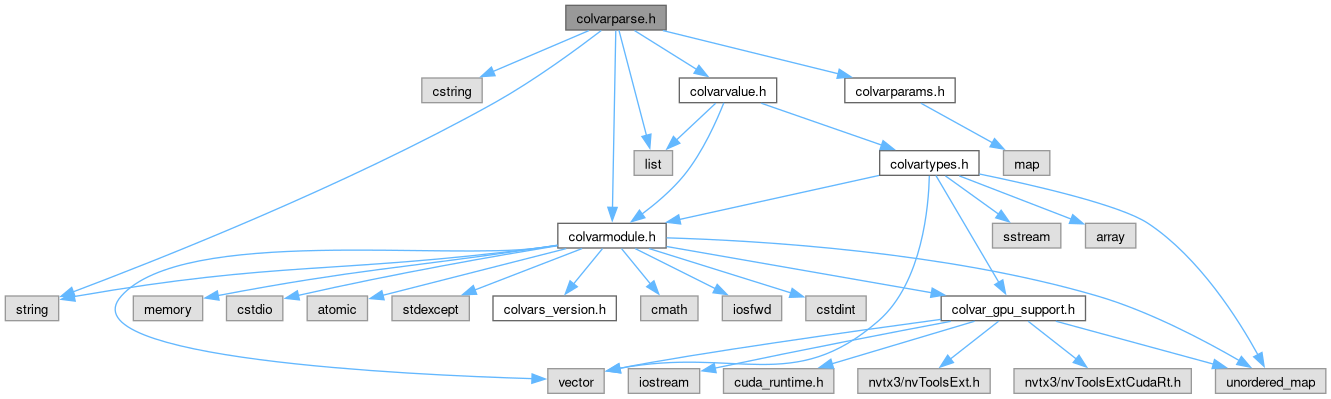 colvarparse.h
cstring
colvarvalue.h
colvarparams.h
list
colvartypes.h
map
colvarmodule.h
sstream
array
string
memory
cstdio
atomic
stdexcept
colvars_version.h
cmath
iosfwd
cstdint
colvar_gpu_support.h
vector
iostream
cuda_runtime.h
nvtx3/nvToolsExt.h
nvtx3/nvToolsExtCudaRt.h
unordered_map